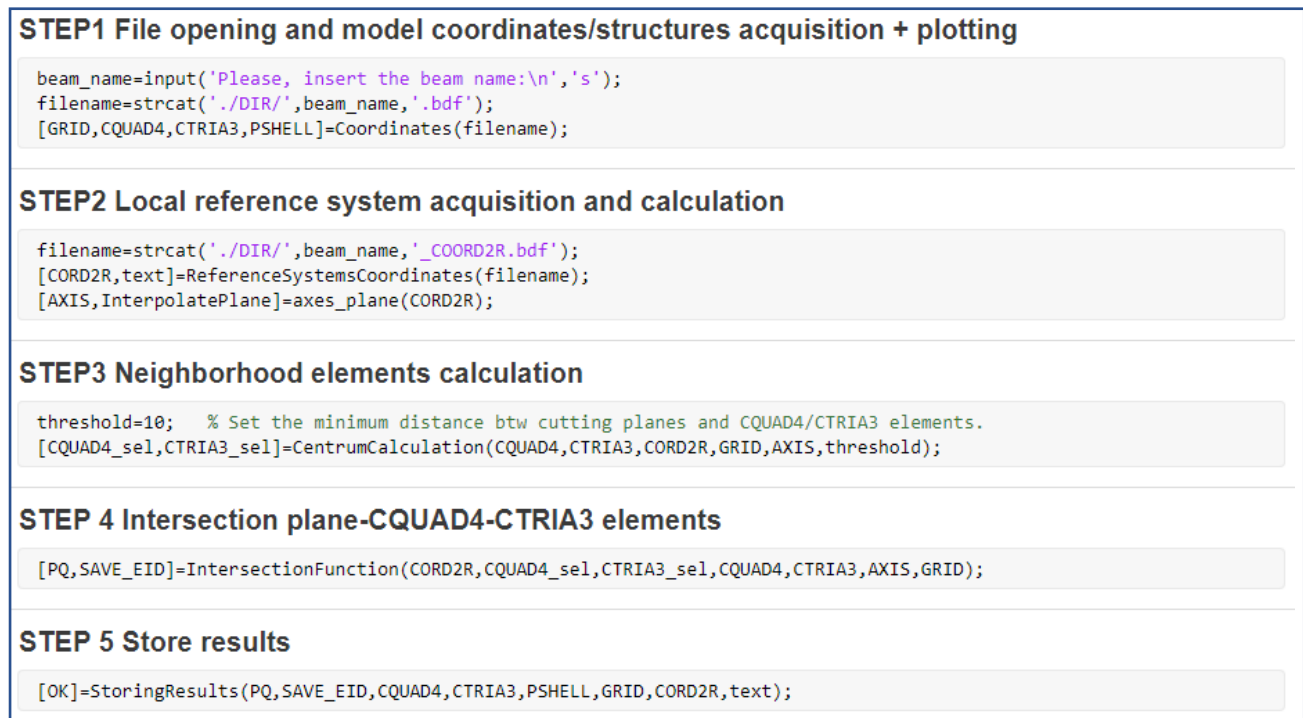 STEP1 File opening and model coordinates/structures acquisition + plotting
beam_name=input('Please, insert the beam name:\n','s');
filename=strcat('./DIR/',beam_name,'.bdf');
[GRID,CQUAD4,CTRIA3,PSHELL]=Coordinates(filename);
STEP2 Local reference system acquisition and calculation
filename=strcat('./DIR/',beam_name,'_COORD2R.bdf');
[CORD2R,text]=ReferenceSystemsCoordinates(filename);
[AXIS,InterpolatePlane]=axes_plane(CORD2R);
STEP3 Neighborhood elements calculation
threshold=10;   % Set the minimum distance btw cutting planes and CQUAD4/CTRIA3 elements.
[CQUAD4_sel,CTRIA3_sel]=CentrumCalculation(CQUAD4,CTRIA3,CORD2R,GRID,AXIS,threshold);
STEP 4 Intersection plane-CQUAD4-CTRIA3 elements
[PQ,SAVE_EID]=IntersectionFunction(CORD2R,CQUAD4_sel,CTRIA3_sel,CQUAD4,CTRIA3,AXIS,GRID);
STEP 5 Store results
[OK]=StoringResults(PQ,SAVE_EID,CQUAD4,CTRIA3,PSHELL,GRID,CORD2R,text);